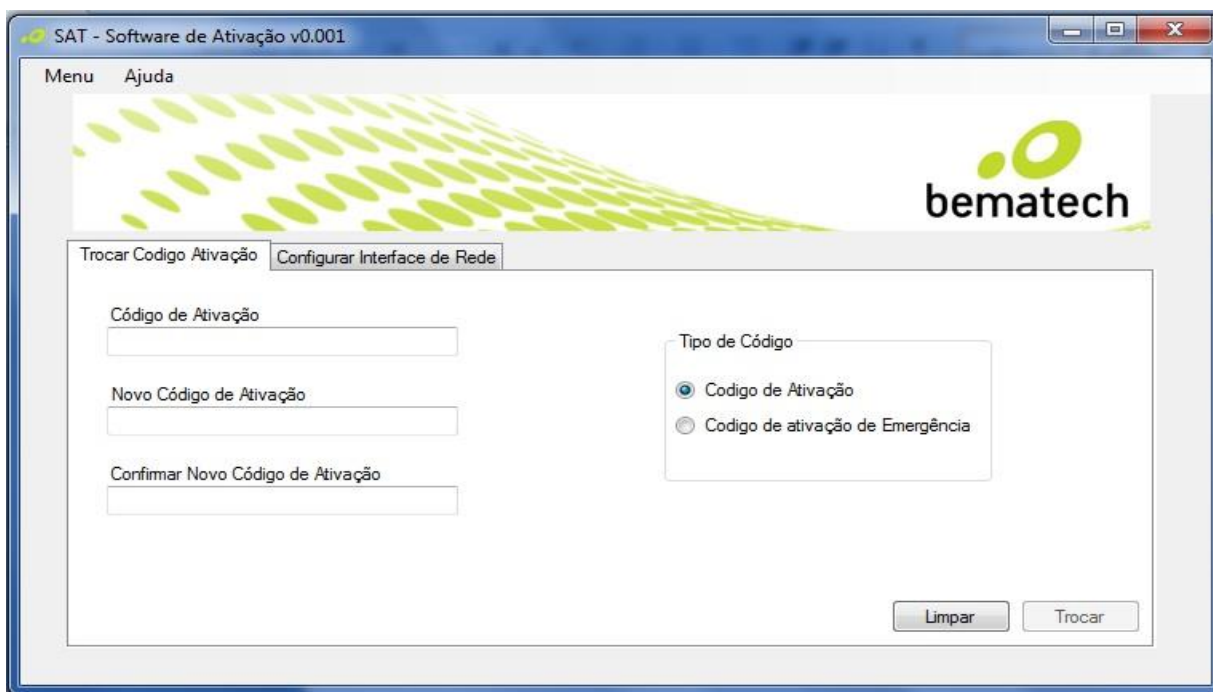 SAT - Software de Ativação v0.001
Menu Ajuda
bematech
Trocar Codigo Ativação Configurar Interface de Rede
Código de Ativação
Tipo de Código
Codigo de Ativação
Novo Código de Ativação
Codigo de ativação de Emergência
Confirmar Novo Código de Ativação
Limpar Trocar